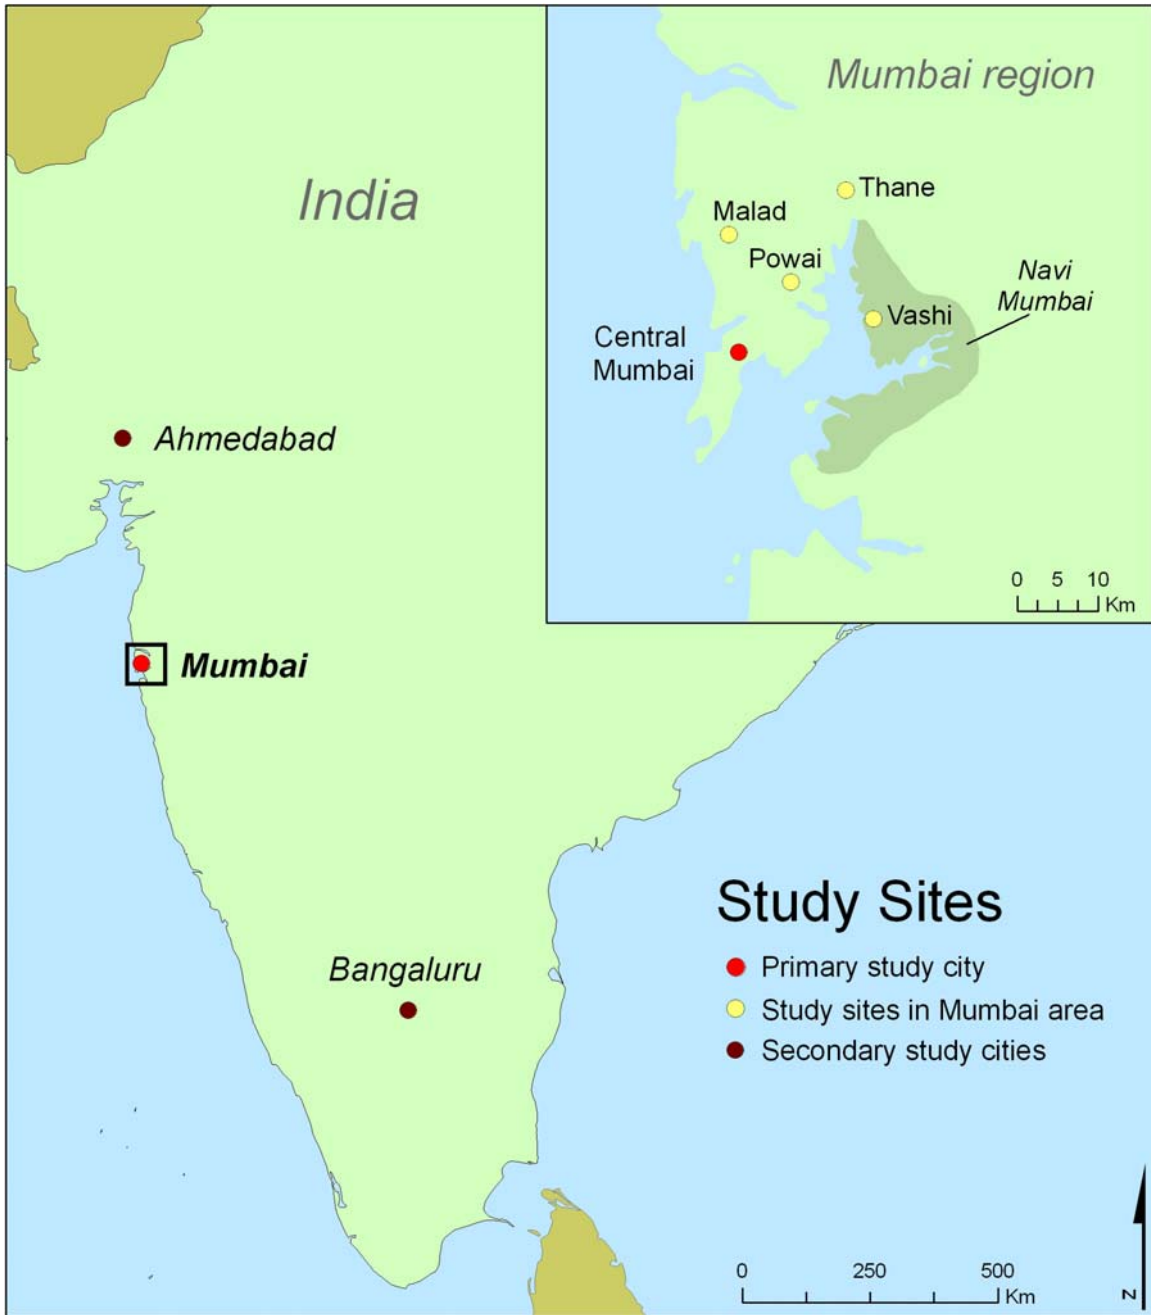 India
Ahmedabad
Mumbai
Bangaluru
Mumbai region
Thane
Malad
Powai
Navi
Mumbai
Vashi
Central
Mumbai
0 5 10
Km
Study Sites
Primary study city
Study sites in Mumbai area
Secondary study cities
0 250 500
Km
N